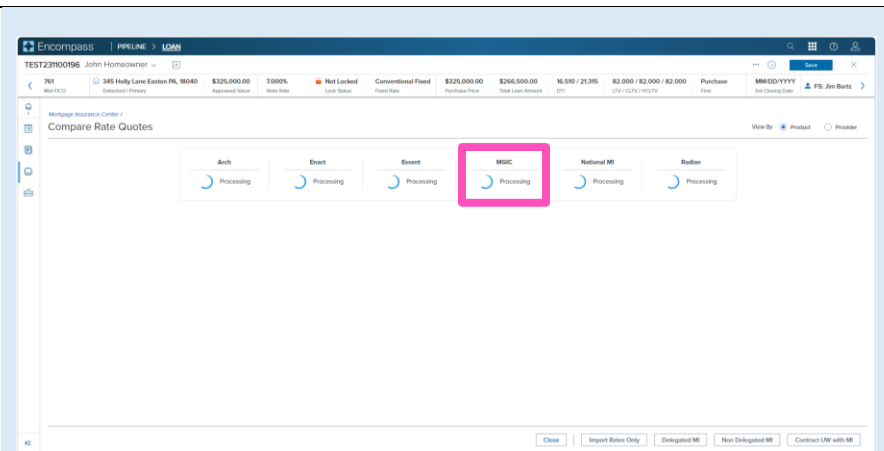 Encompass | PIPELINE > LOAN
TEST231100196 John Homeowner
Save
761 345 Holly Lane Easton PA, 18040 $325,000.00 7.000% Not Locked Conventional Fixed $325,000.00 $266,500.00 16.510 / 21.315 82.000 / 82.000 / 82.000 Purchase MM/DD/YYYY FS: Jim Bartz
Mid-FICO Detached | Primary Appraised Value Note Rate Lock Status Fixed Rate Purchase Price Total Loan Amount DTI LTV / CLTV / HCLTV First Est Closing Date
Mortgage Insurance Center /
Compare Rate Quotes
View By Product Provider
Arch Enact Essent MGIC National MI Radian
Processing Processing Processing Processing Processing Processing
Close Import Rates Only Delegated MI Non Delegated MI Contract UW with MI